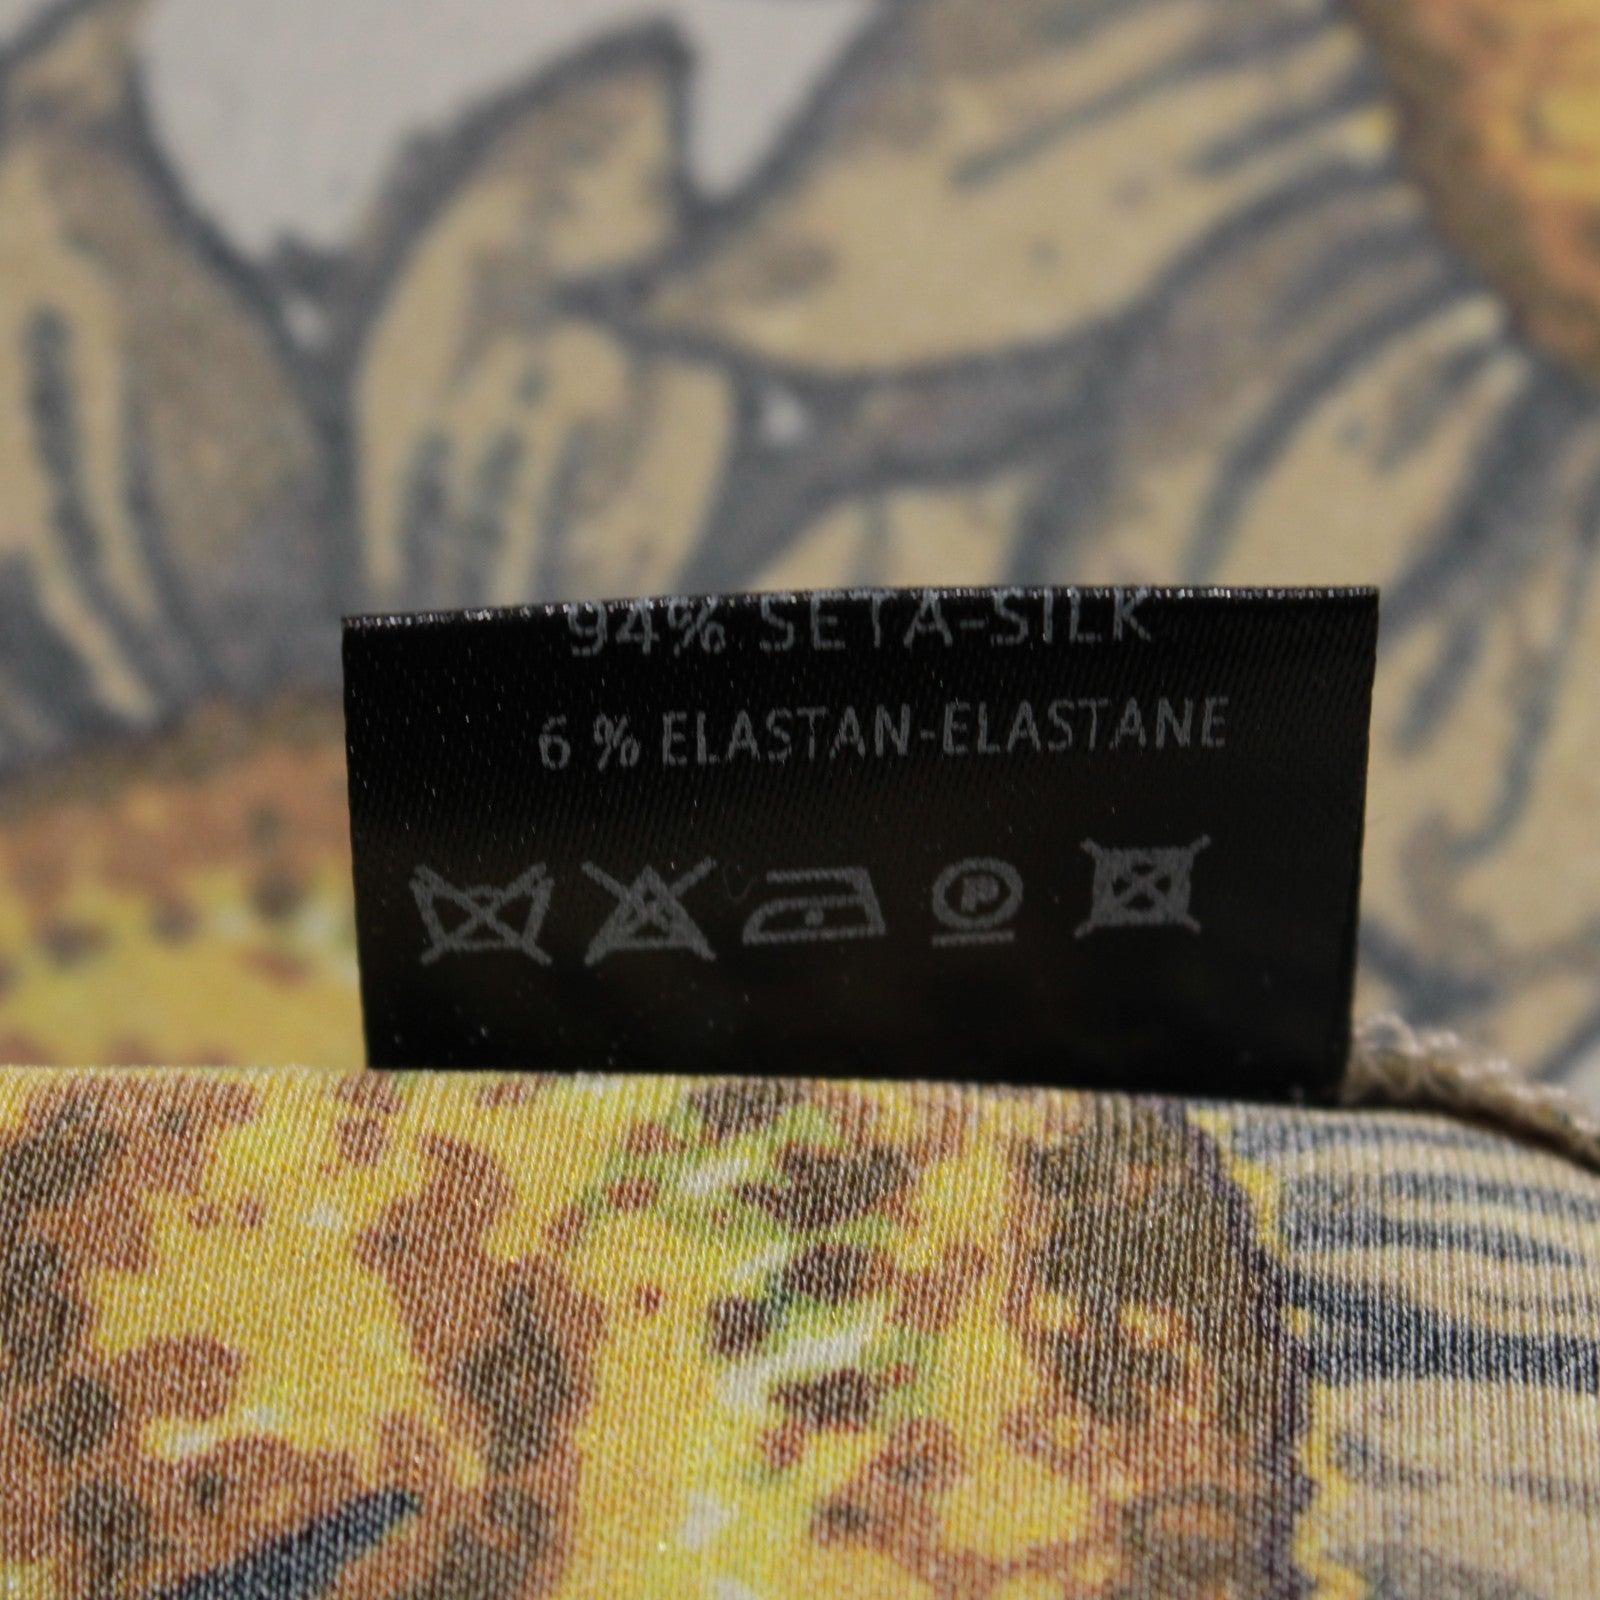 94% SETA-SILK
6 % ELASTAN-ELASTANE
P